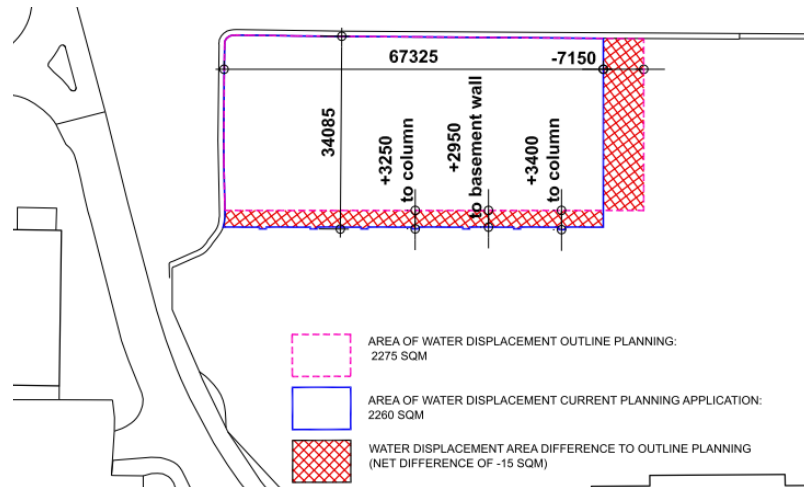 67325
-7150
34085
+3250
to column
+2950
to basement wall
+3400
to column
AREA OF WATER DISPLACEMENT OUTLINE PLANNING:
2275 SQM
AREA OF WATER DISPLACEMENT CURRENT PLANNING APPLICATION:
2260 SQM
WATER DISPLACEMENT AREA DIFFERENCE TO OUTLINE PLANNING
(NET DIFFERENCE OF -15 SQM)